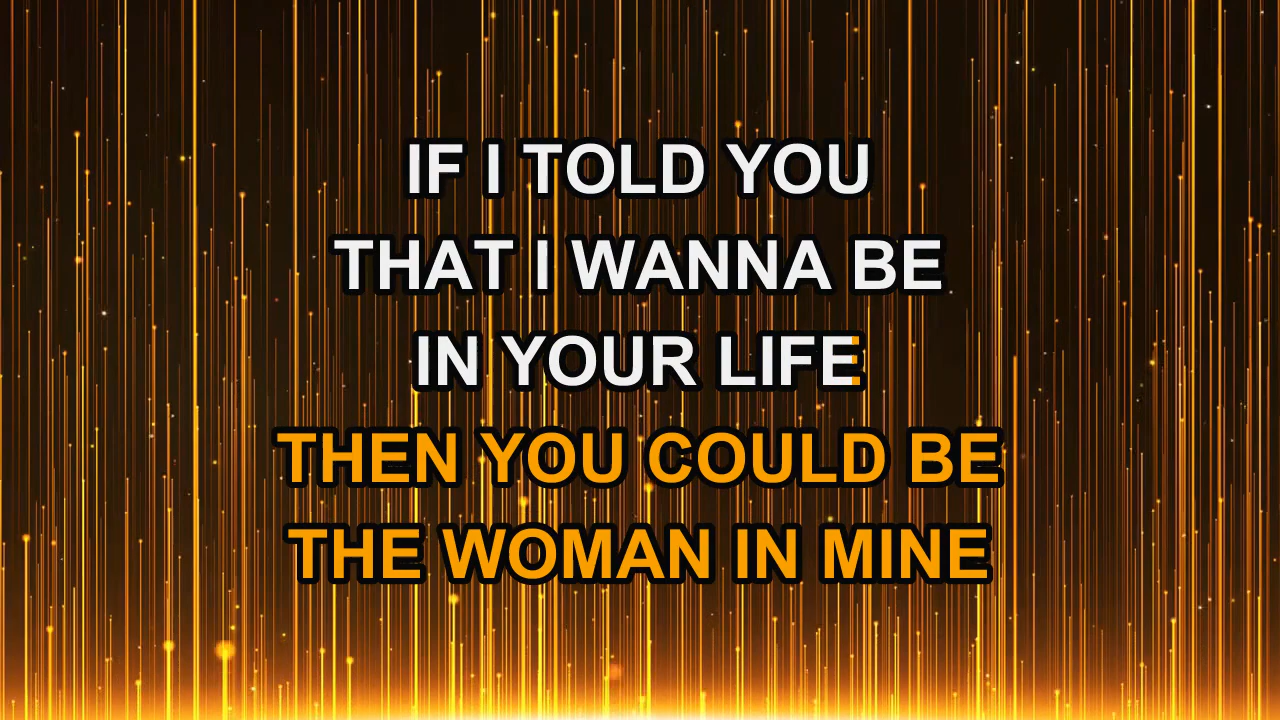 IF I TOLD YOU
THAT I WANNA BE
IN YOUR LIFE
THEN YOU COULD BE
THE WOMAN IN MINE